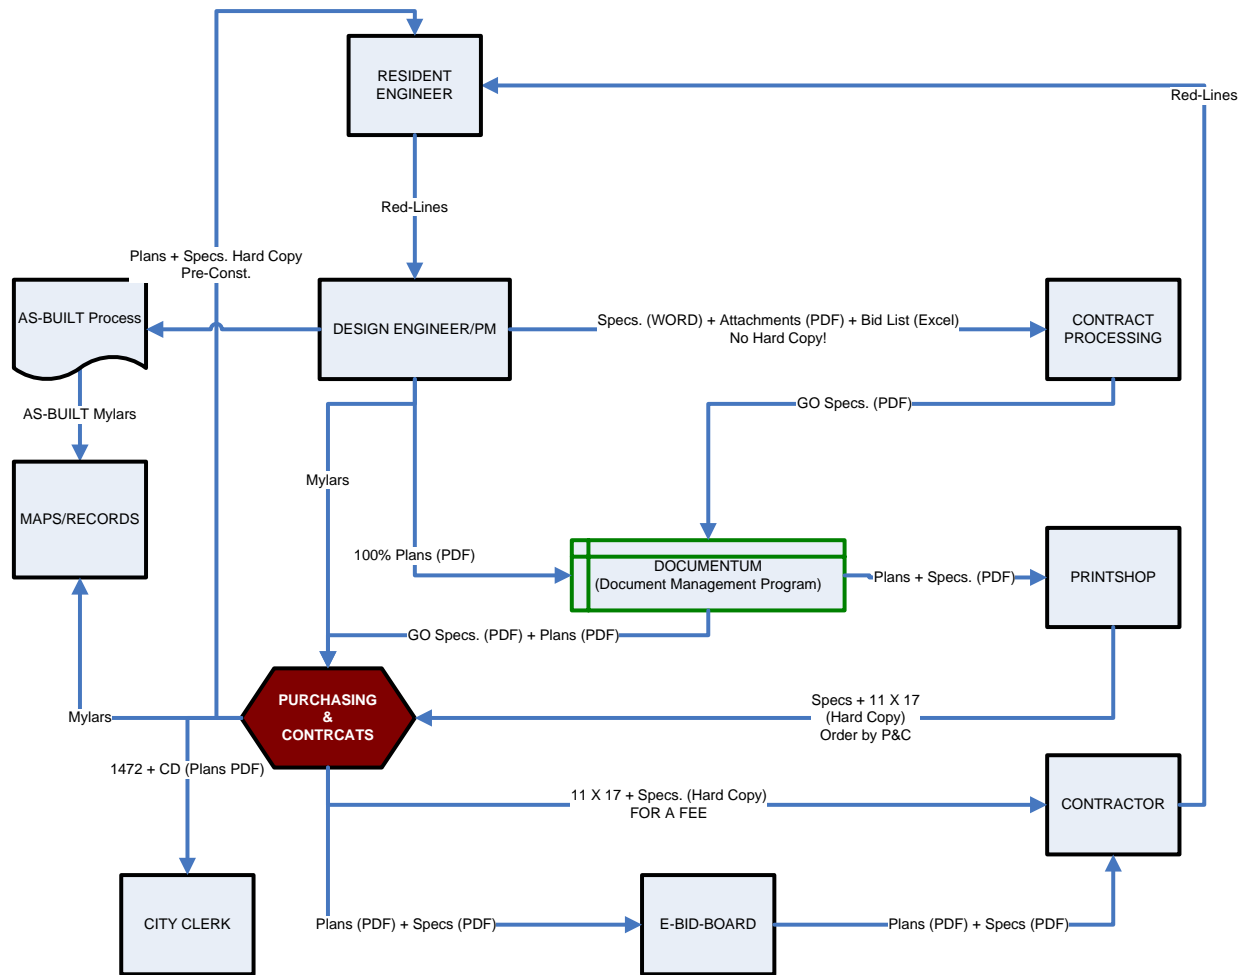 RESIDENT
ENGINEER
Red-Lines
Red-Lines
Plans + Specs. Hard Copy
Pre-Const.
AS-BUILT Process
DESIGN ENGINEER/PM
Specs. (WORD) + Attachments (PDF) + Bid List (Excel)
No Hard Copy!
CONTRACT
PROCESSING
AS-BUILT Mylars
GO Specs. (PDF)
Mylars
MAPS/RECORDS
100% Plans (PDF)
DOCUMENTUM
(Document Management Program)
Plans + Specs. (PDF)
PRINTSHOP
GO Specs. (PDF) + Plans (PDF)
PURCHASING
&
CONTRCATS
Specs + 11 X 17
(Hard Copy)
Order by P&C
Mylars
1472 + CD (Plans PDF)
11 X 17 + Specs. (Hard Copy)
FOR A FEE
CONTRACTOR
CITY CLERK
Plans (PDF) + Specs (PDF)
E-BID-BOARD
Plans (PDF) + Specs (PDF)